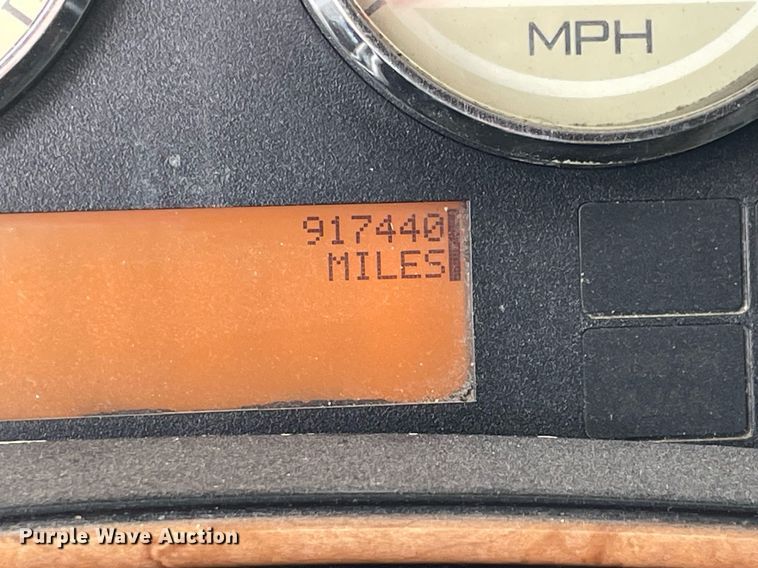 MPH
917440
MILES
Purple Wave Auction